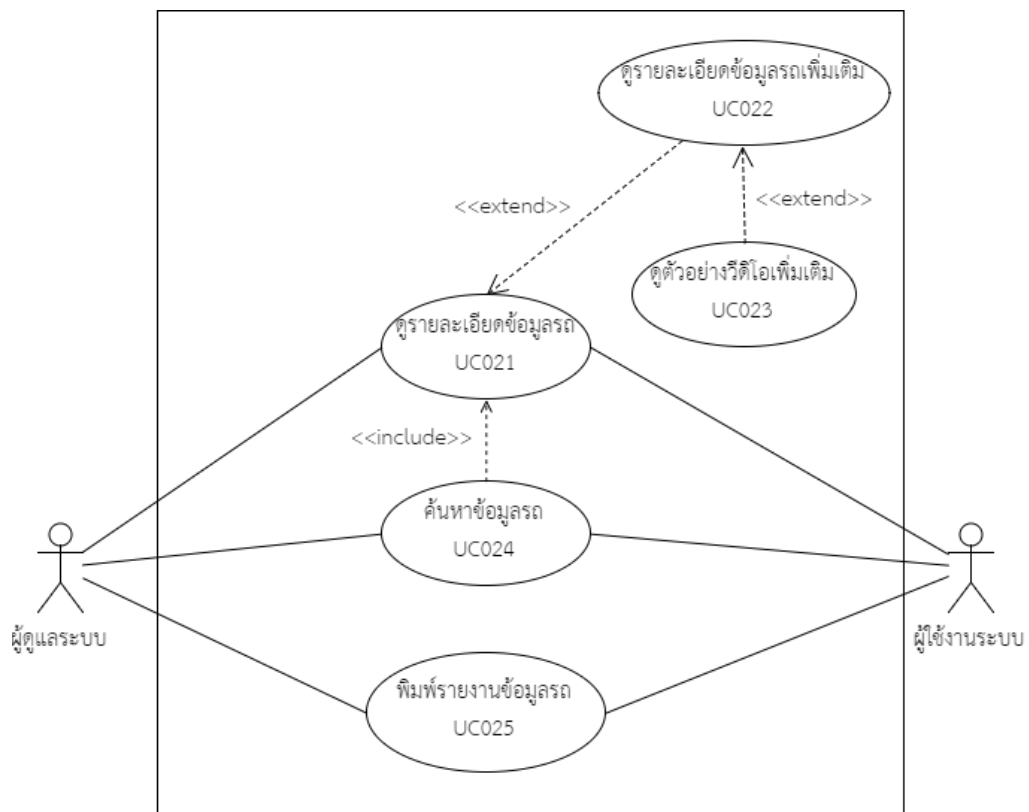 ดูรายละเอียดข้อมูลรถเพิ่มเติม
UC022
<<extend>>
<<extend>>
ดูตัวอย่างวีดิโอเพิ่มเติม
UC023
ดูรายละเอียดข้อมูลรถ
UC021
<<include>>
ค้นหาข้อมูลรถ
UC024
ผู้ดูแลระบบ
ผู้ใช้งานระบบ
พิมพ์รายงานข้อมูลรถ
UC025